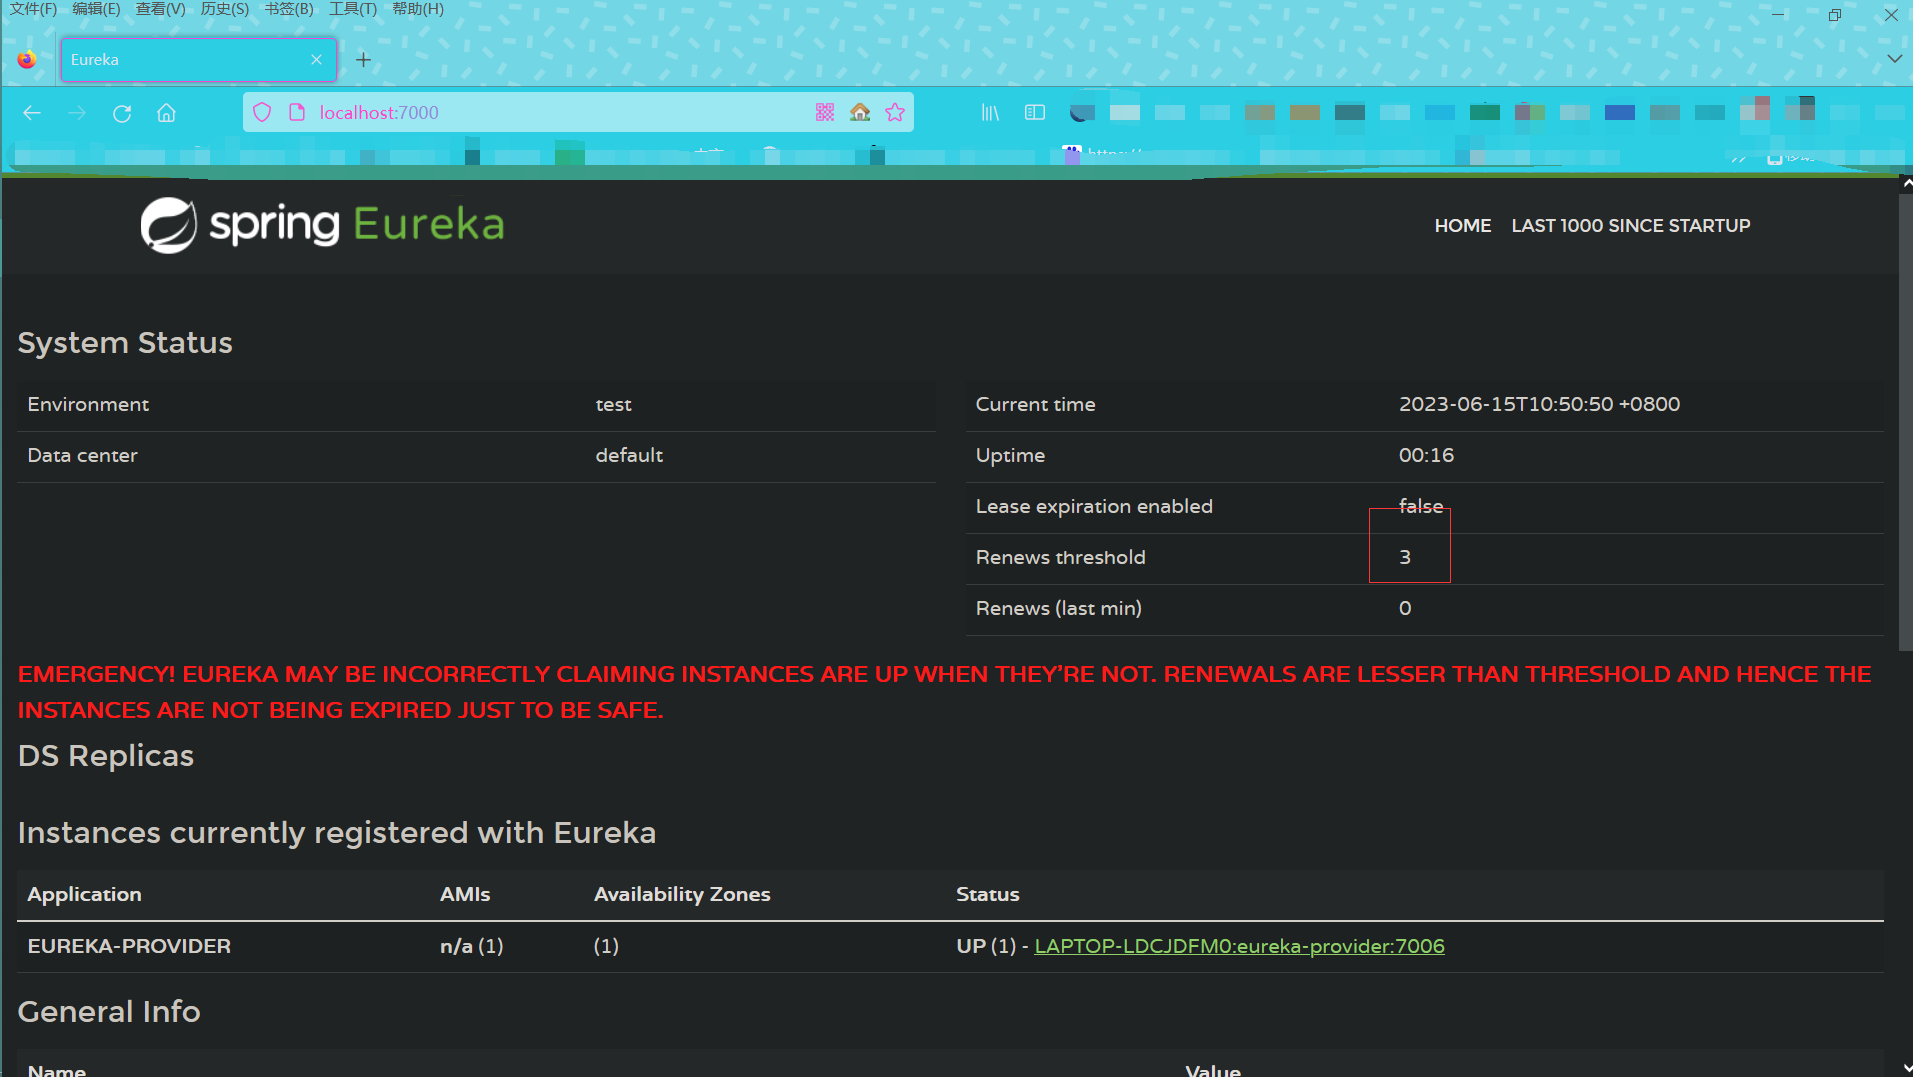 文件(F) 编辑(E) 查看(V) 历史(S) 书签(B) 工具(T) 帮助(H)
Eureka
localhost:7000
spring Eureka
HOME LAST 1000 SINCE STARTUP
System Status
Environment test
Data center default
Current time 2023-06-15T10:50:50 +0800
Uptime 00:16
Lease expiration enabled false
Renews threshold 3
Renews (last min) 0
EMERGENCY! EUREKA MAY BE INCORRECTLY CLAIMING INSTANCES ARE UP WHEN THEY'RE NOT. RENEWALS ARE LESSER THAN THRESHOLD AND HENCE THE
INSTANCES ARE NOT BEING EXPIRED JUST TO BE SAFE.
DS Replicas
Instances currently registered with Eureka
Application AMIs Availability Zones Status
EUREKA-PROVIDER n/a (1) (1) UP (1) - LAPTOP-LDCJDFM0:eureka-provider:7006
General Info
Name Value